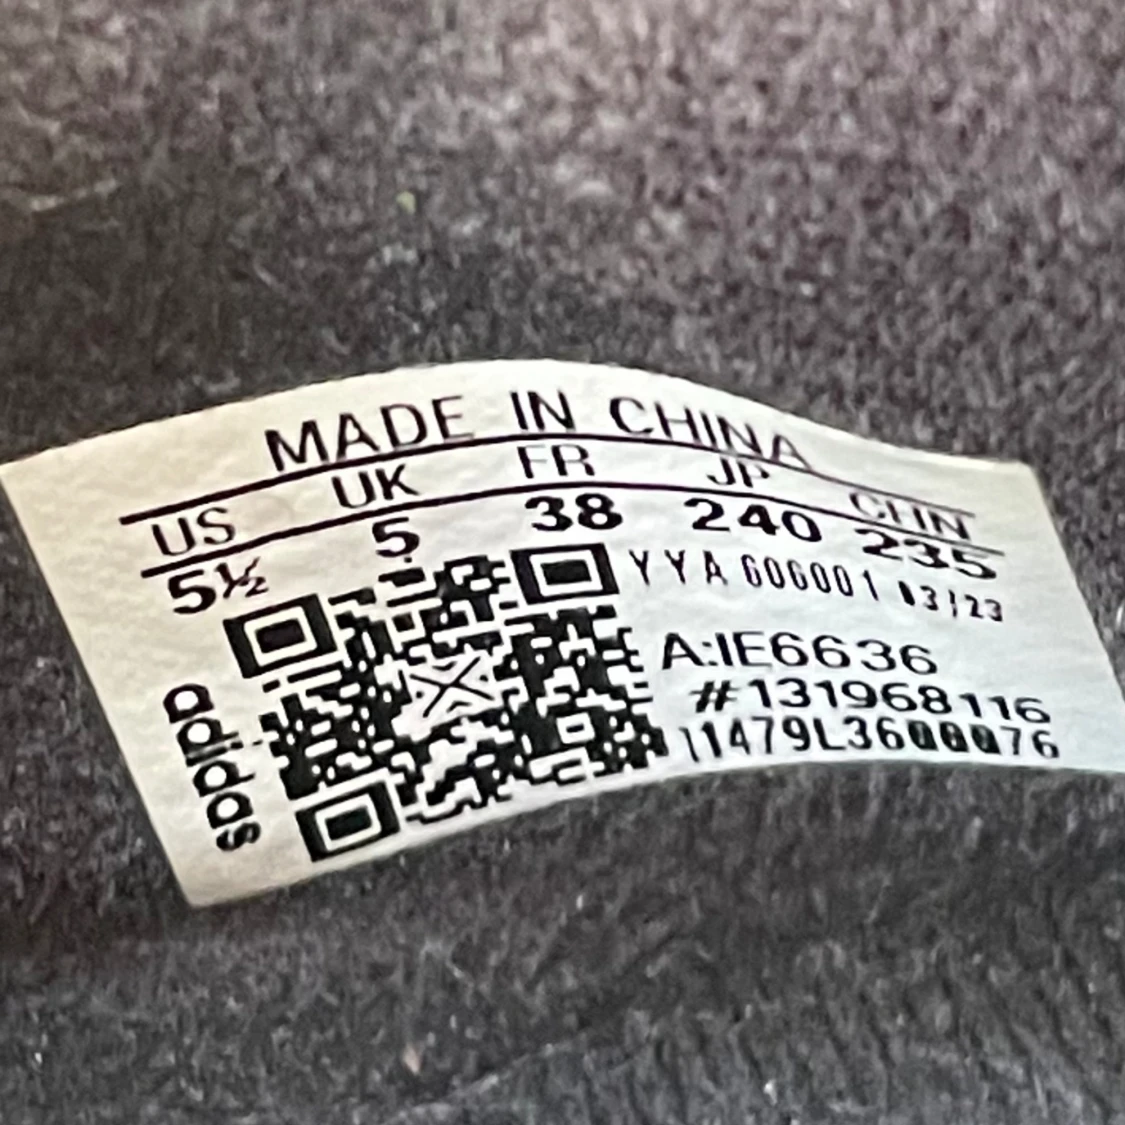 MADE IN CHINA
US UK FR JP CHN
5½ 5 38 240 235
YYA 606001 03/23
A:IE6636
#131968116
11479L3600076
adidas